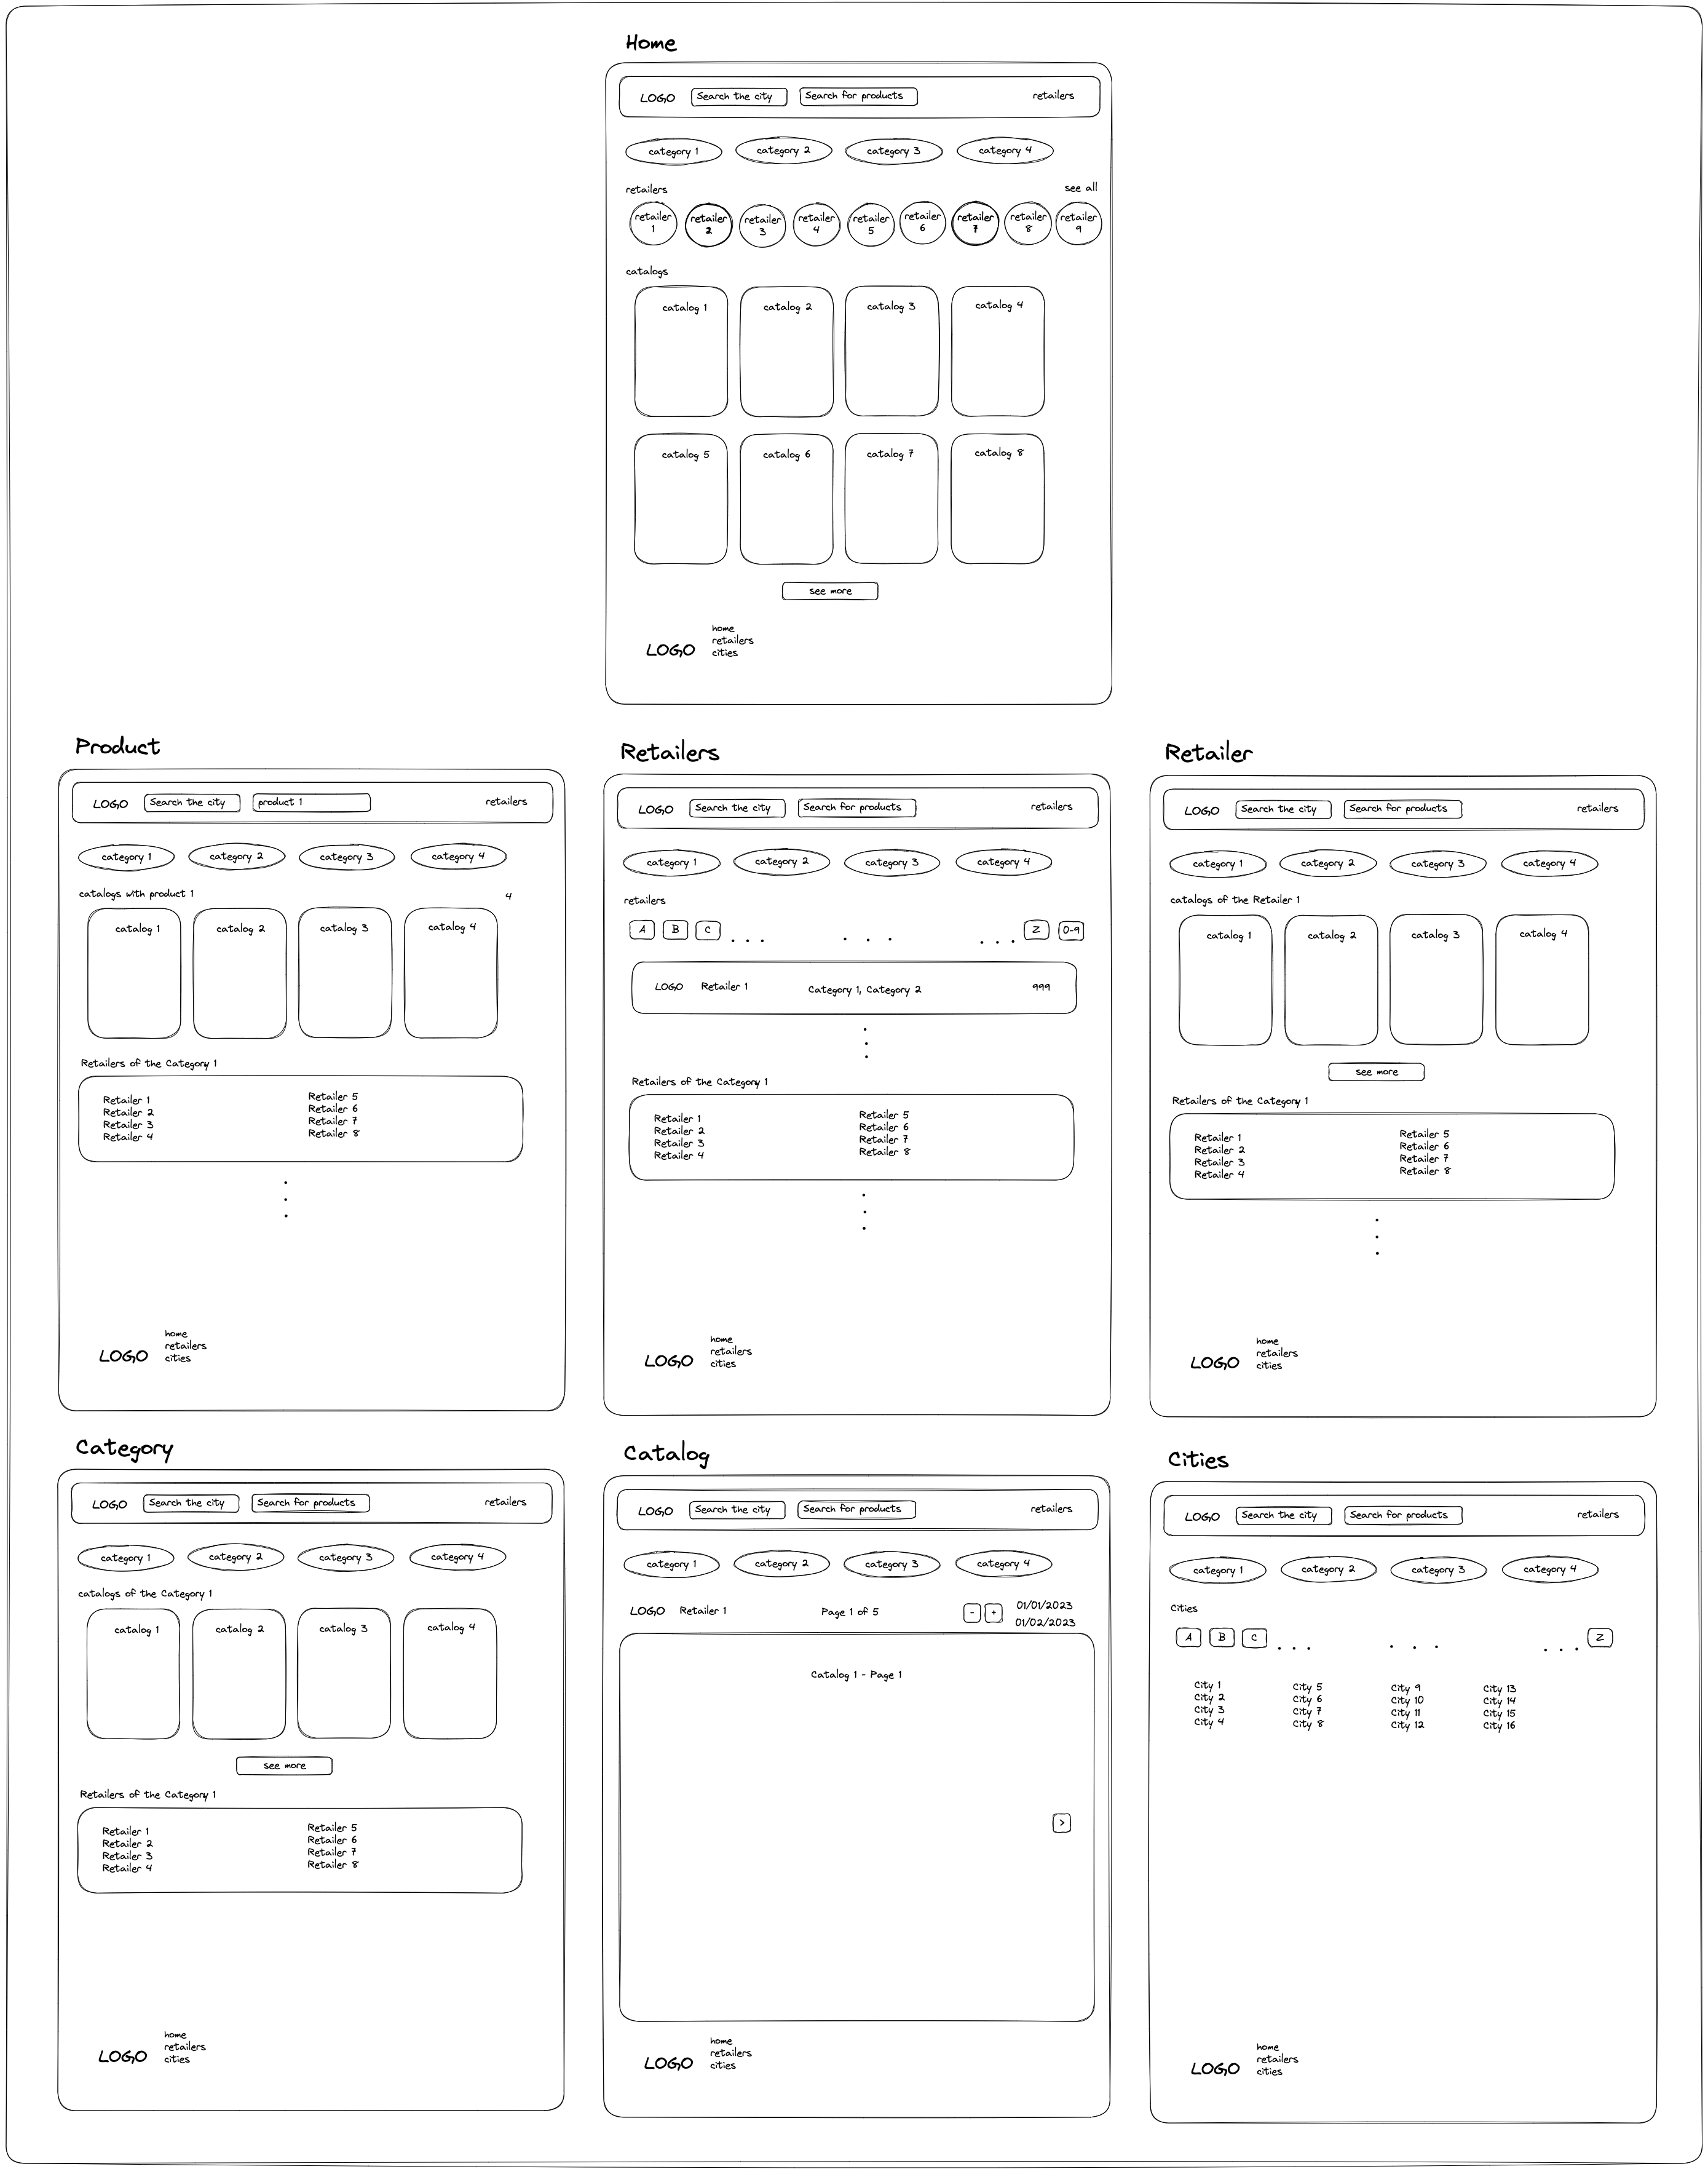 Home
LOGO Search the city Search for products retailers
category 1 category 2 category 3 category 4
retailers see all
retailer 1 retailer 2 retailer 3 retailer 4 retailer 5 retailer 6 retailer 7 retailer 8 retailer 9
catalogs
catalog 1 catalog 2 catalog 3 catalog 4
catalog 5 catalog 6 catalog 7 catalog 8
see more
home
retailers
LOGO cities
Product
LOGO Search the city product 1 retailers
category 1 category 2 category 3 category 4
catalogs with product 1 4
catalog 1 catalog 2 catalog 3 catalog 4
Retailers of the Category 1
Retailer 1 Retailer 5
Retailer 2 Retailer 6
Retailer 3 Retailer 7
Retailer 4 Retailer 8
home
retailers
LOGO cities
Retailers
LOGO Search the city Search for products retailers
category 1 category 2 category 3 category 4
retailers
A B C . . . . . . . . . Z 0-9
LOGO Retailer 1 Category 1, Category 2 999
Retailers of the Category 1
Retailer 1 Retailer 5
Retailer 2 Retailer 6
Retailer 3 Retailer 7
Retailer 4 Retailer 8
home
retailers
LOGO cities
Retailer
LOGO Search the city Search for products retailers
category 1 category 2 category 3 category 4
catalogs of the Retailer 1
catalog 1 catalog 2 catalog 3 catalog 4
see more
Retailers of the Category 1
Retailer 1 Retailer 5
Retailer 2 Retailer 6
Retailer 3 Retailer 7
Retailer 4 Retailer 8
home
retailers
LOGO cities
Category
LOGO Search the city Search for products retailers
category 1 category 2 category 3 category 4
catalogs of the Category 1
catalog 1 catalog 2 catalog 3 catalog 4
see more
Retailers of the Category 1
Retailer 1 Retailer 5
Retailer 2 Retailer 6
Retailer 3 Retailer 7
Retailer 4 Retailer 8
home
retailers
LOGO cities
Catalog
LOGO Search the city Search for products retailers
category 1 category 2 category 3 category 4
LOGO Retailer 1 Page 1 of 5 - + 01/01/2023
01/02/2023
Catalog 1 - Page 1
>
home
retailers
LOGO cities
Cities
LOGO Search the city Search for products retailers
category 1 category 2 category 3 category 4
Cities
A B C . . . . . . . . . Z
City 1 City 5 City 9 City 13
City 2 City 6 City 10 City 14
City 3 City 7 City 11 City 15
City 4 City 8 City 12 City 16
home
retailers
LOGO cities